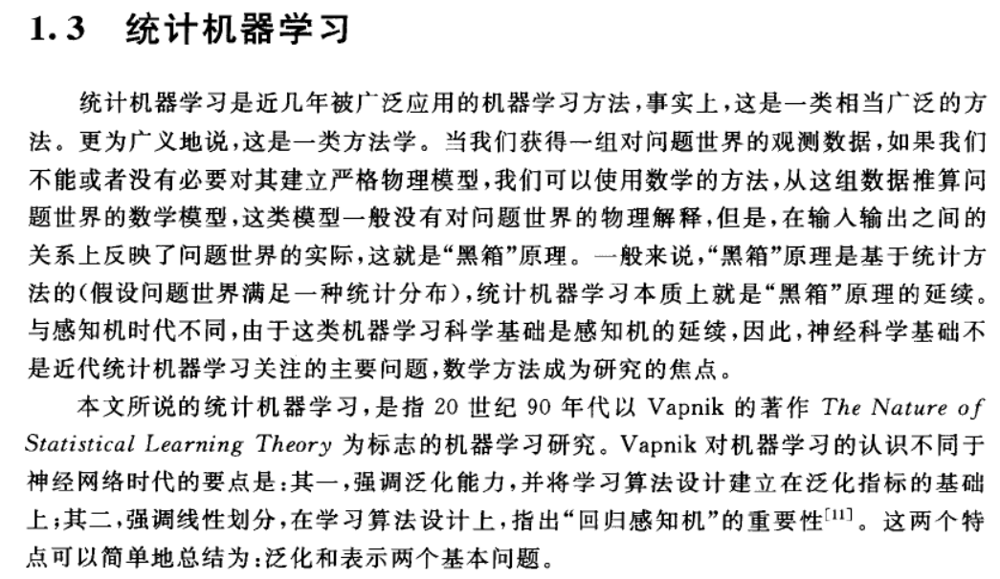 1.3 统计机器学习
统计机器学习是近几年被广泛应用的机器学习方法,事实上,这是一类相当广泛的方
法。更为广义地说,这是一类方法学。当我们获得一组对问题世界的观测数据,如果我们
不能或者没有必要对其建立严格物理模型,我们可以使用数学的方法,从这组数据推算问
题世界的数学模型,这类模型一般没有对问题世界的物理解释,但是,在输入输出之间的
关系上反映了问题世界的实际,这就是“黑箱”原理。一般来说,“黑箱”原理是基于统计方
法的(假设问题世界满足一种统计分布),统计机器学习本质上就是“黑箱”原理的延续。
与感知机时代不同,由于这类机器学习科学基础是感知机的延续,因此,神经科学基础不
是近代统计机器学习关注的主要问题,数学方法成为研究的焦点。
本文所说的统计机器学习,是指 20 世纪 90 年代以 Vapnik 的著作 The Nature of
Statistical Learning Theory 为标志的机器学习研究。Vapnik 对机器学习的认识不同于
神经网络时代的要点是:其一,强调泛化能力,并将学习算法设计建立在泛化指标的基础
上;其二,强调线性划分,在学习算法设计上,指出“回归感知机”的重要性[11]。这两个特
点可以简单地总结为:泛化和表示两个基本问题。